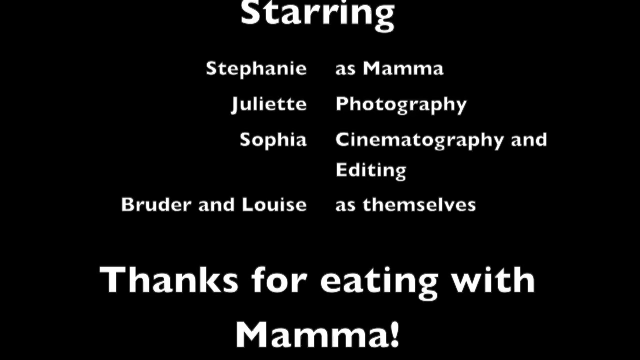 Starring
Stephanie as Mamma
Juliette Photography
Sophia Cinematography and
Editing
Bruder and Louise as themselves
Thanks for eating with
Mamma!